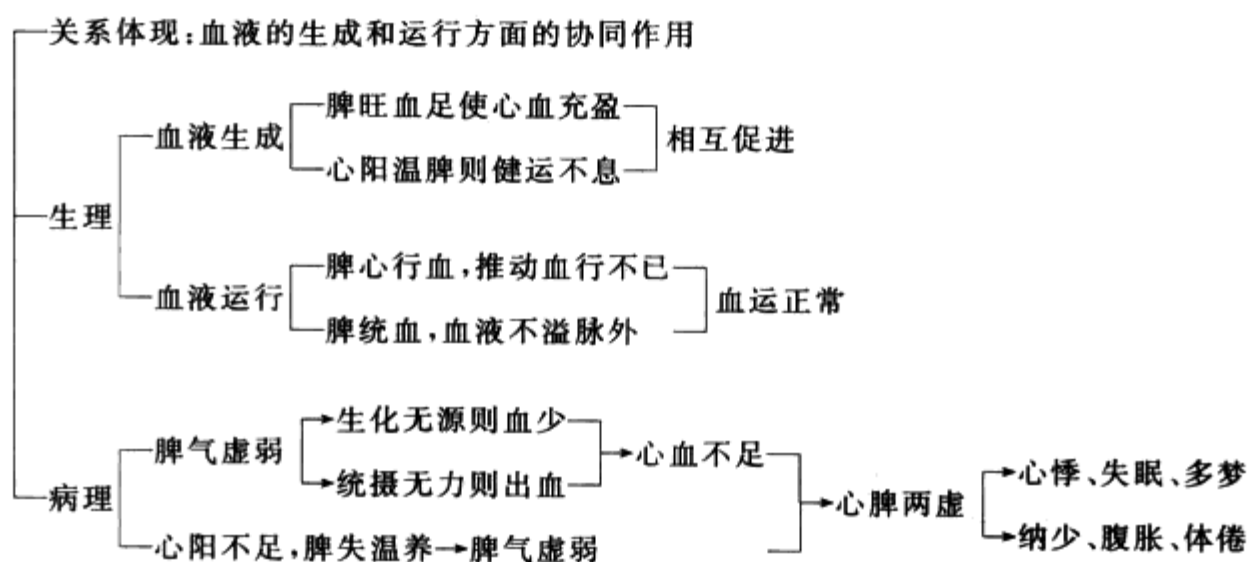 关系体现:血液的生成和运行方面的协同作用
脾旺血足使心血充盈
血液生成
相互促进
心阳温脾则健运不息
生理
脾心行血,推动血行不已
血液运行
血运正常
脾统血,血液不溢脉外
生化无源则血少
脾气虚弱
心血不足
心悸、失眠、多梦
统摄无力则出血
病理
心脾两虚
纳少、腹胀、体倦
心阳不足,脾失温养→脾气虚弱